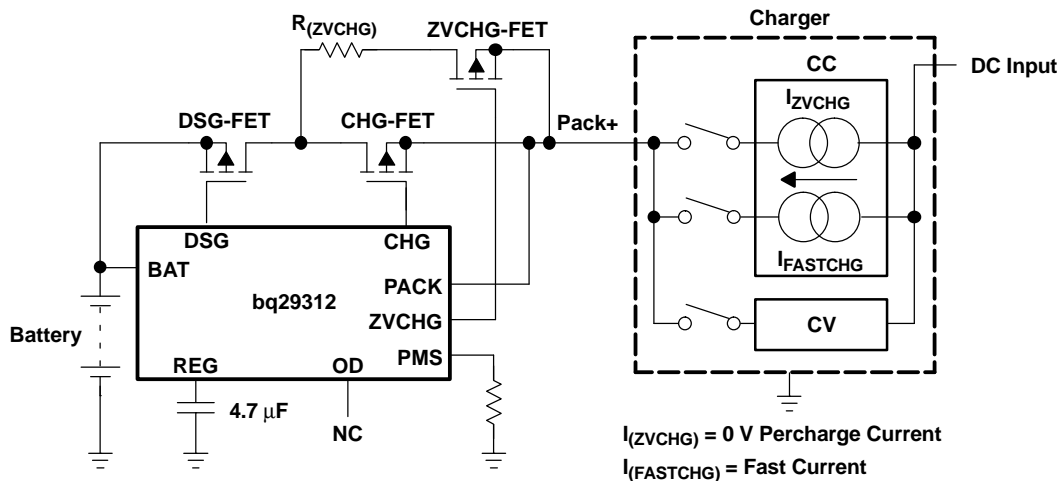 Charger
R(ZVCHG)
ZVCHG-FET
CC
DC Input
IZVCHG
DSG-FET
CHG-FET
Pack+
DSG
CHG
IFASTCHG
BAT
PACK
bq29312
ZVCHG
CV
Battery
PMS
REG
OD
4.7 μF
NC
I(ZVCHG) = 0 V Percharge Current
I(FASTCHG) = Fast Current